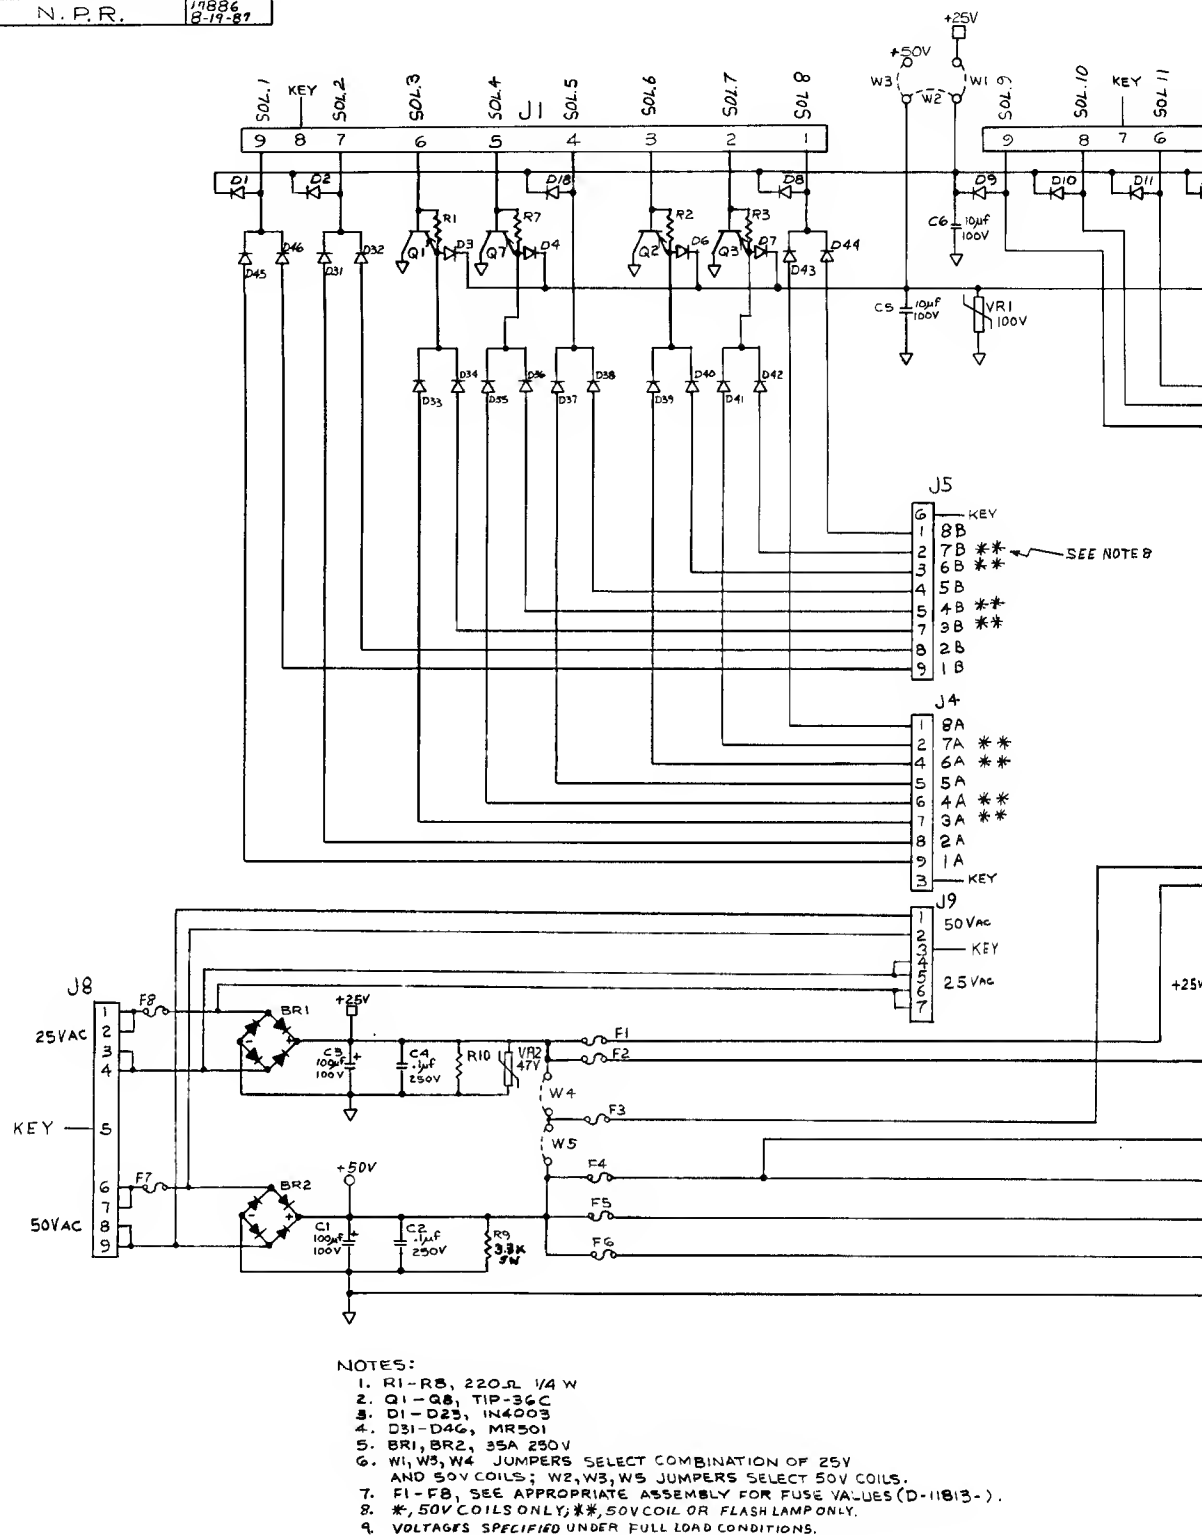 N.P.R.
17886
8-19-87
+25V
+50V
W3
W1
W2
SOL.1
KEY
SOL.2
SOL.3
SOL.4
J1
SOL.5
SOL.6
SOL.7
SOL 8
SOL.9
SOL.10
KEY
SOL 11
9 8 7 6 5 4 3 2 1
9 8 7 6
D1 D2 D18 D8 D9 D10 D11
R1 R7 R2 R3
C6 10µf
100V
Q1 D3 Q7 D4 Q2 D6 Q3 D7
D45 D46 D31 D32 D43 D44
C5 10µf
100V
VR1
100V
D33 D34 D35 D36 D37 D38 D39 D40 D41 D42
J5
6 KEY
1 8B
2 7B ** SEE NOTE 8
3 6B **
4 5B
5 4B **
7 3B **
8 2B
9 1B
J4
1 8A
2 7A **
4 6A **
5 5A
6 4A **
7 3A **
8 2A
9 1A
3 KEY
J9
1 50VAC
2
3 KEY
4
5
6 25VAC
7
+25V
J8
1
2
25VAC
3
4
KEY 5
6
7
50VAC
8
9
F8
BR1
+25V
C3
100µf
100V
C4
.1µf
250V
R10
VR2
47V
F1
F2
W4
F3
W5
F7
BR2
+50V
C1
100µf
100V
C2
.1µf
250V
R9
3.3K
5W
F4
F5
F6
NOTES:
1. R1-R8, 220Ω 1/4 W
2. Q1-Q8, TIP-36C
3. D1-D23, IN4003
4. D31-D46, MR501
5. BR1, BR2, 35A 250V
6. W1, W3, W4 JUMPERS SELECT COMBINATION OF 25V
AND 50V COILS; W2, W3, W5 JUMPERS SELECT 50V COILS.
7. F1-F8, SEE APPROPRIATE ASSEMBLY FOR FUSE VALUES (D-11813-).
8. *, 50V COILS ONLY; **, 50V COIL OR FLASH LAMP ONLY.
9. VOLTAGES SPECIFIED UNDER FULL LOAD CONDITIONS.